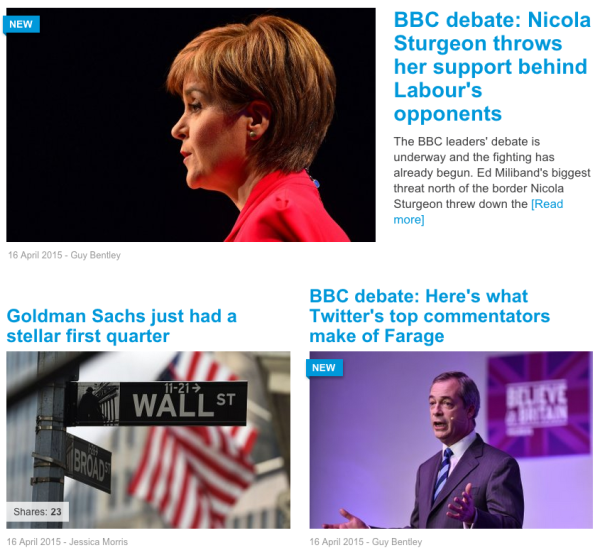 NEW
BBC debate: Nicola
Sturgeon throws
her support behind
Labour's
opponents
The BBC leaders' debate is
underway and the fighting has
already begun. Ed Miliband's biggest
threat north of the border Nicola
Sturgeon threw down the [Read
more]
16 April 2015 - Guy Bentley
Goldman Sachs just had a
stellar first quarter
11-21
WALL ST
BROAD ST
Shares: 23
16 April 2015 - Jessica Morris
BBC debate: Here's what
Twitter's top commentators
make of Farage
NEW
BELIEVE
IN BRITAIN
16 April 2015 - Guy Bentley